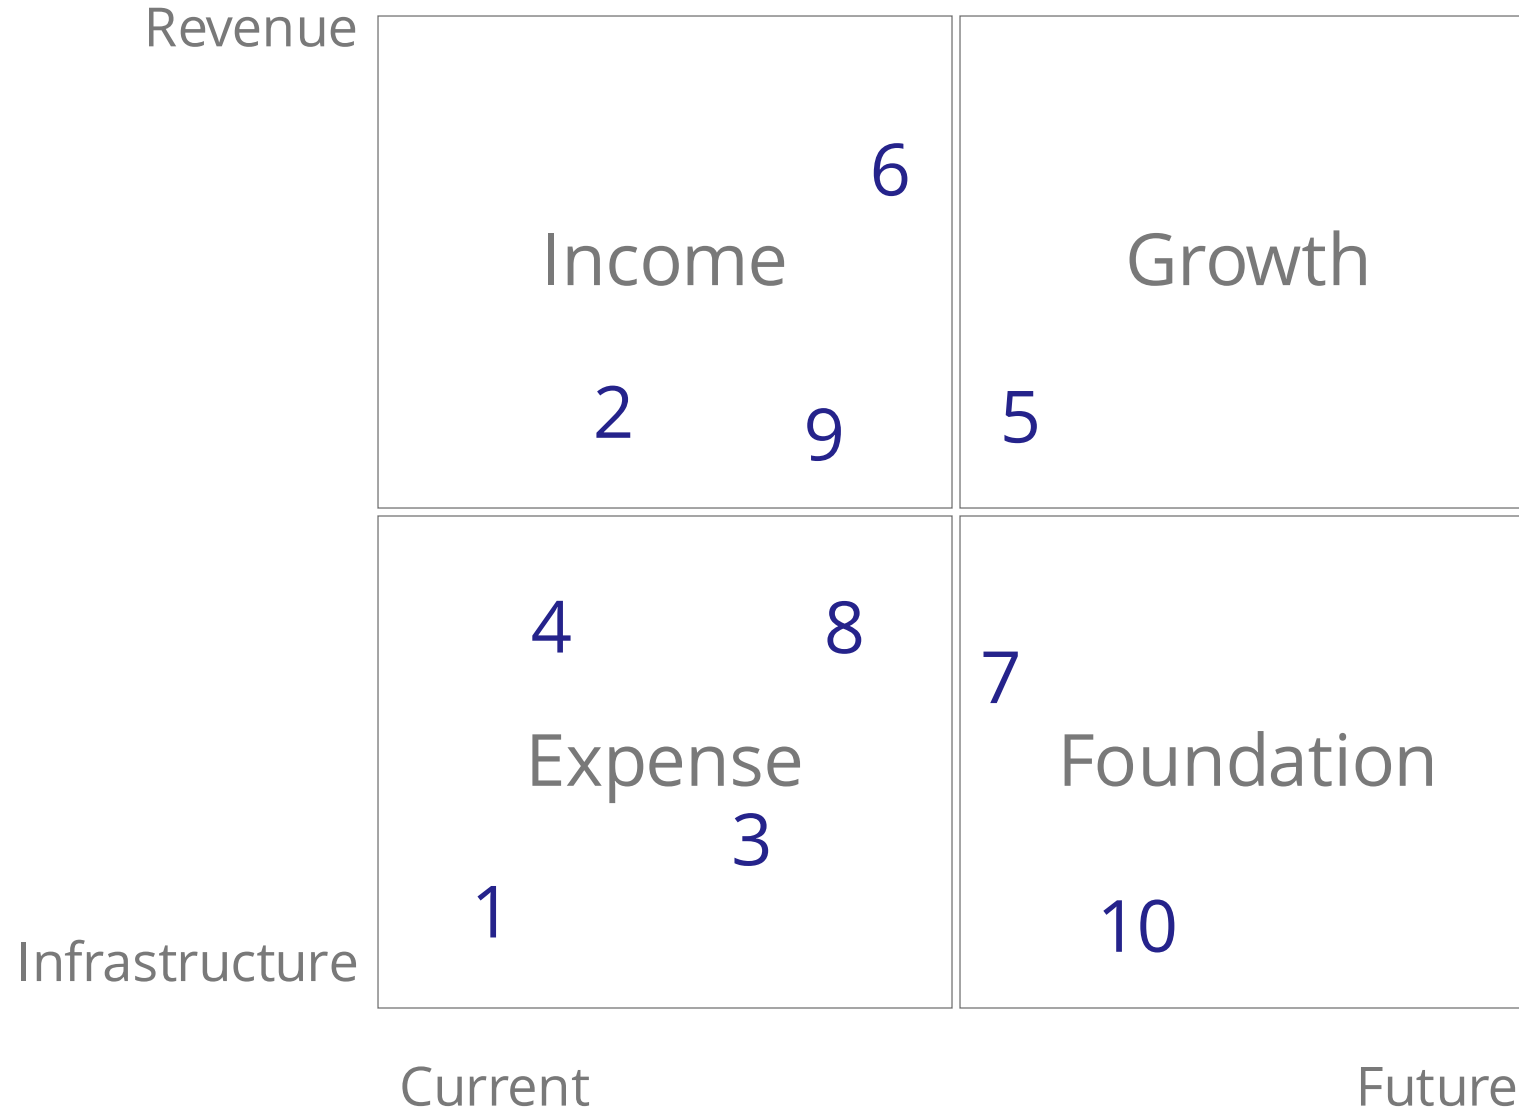 Revenue
6
Income
Growth
2
9
5
4
8
7
Expense
Foundation
3
1
10
Infrastructure
Current
Future